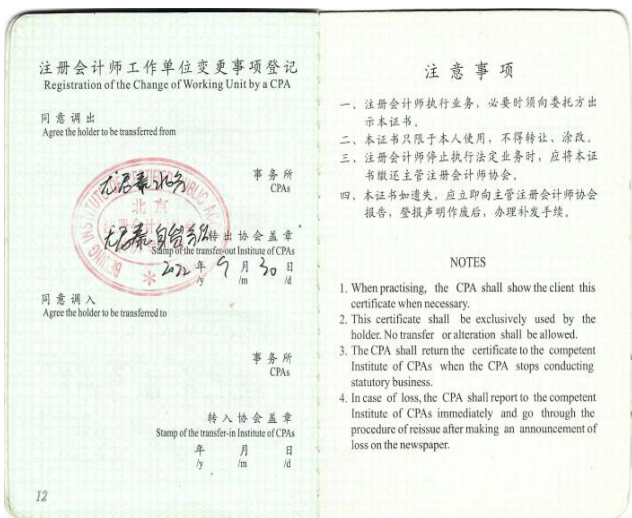 注册会计师工作单位变更事项登记
Registration of the Change of Working Unit by a CPA
同意调出
Agree the holder to be transferred from
事务所
CPAs
北京
转出协会盖章
Stamp of the transfer-out Institute of CPAs
2022年9月30日
/y /m /d
同意调入
Agree the holder to be transferred to
事务所
CPAs
转入协会盖章
Stamp of the transfer-in Institute of CPAs
年 月 日
/y /m /d
12
注意事项
一、注册会计师执行业务，必要时须向委托方出
示本证书。
二、本证书只限于本人使用，不得转让、涂改。
三、注册会计师停止执行法定业务时，应将本证
书缴还主管注册会计师协会。
四、本证书如遗失，应立即向主管注册会计师协会
报告，登报声明作废后，办理补发手续。
NOTES
1. When practising, the CPA shall show the client this
certificate when necessary.
2. This certificate shall be exclusively used by the
holder. No transfer or alteration shall be allowed.
3. The CPA shall return the certificate to the competent
Institute of CPAs when the CPA stops conducting
statutory business.
4. In case of loss, the CPA shall report to the competent
Institute of CPAs immediately and go through the
procedure of reissue after making an announcement of
loss on the newspaper.